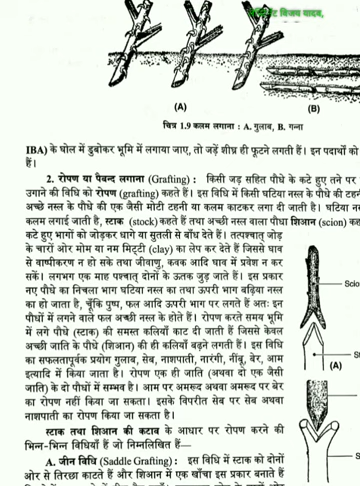 विजय यादव,
(A)
(B)
चित्र 1.9 कलम लगाना : A. गुलाब, B. गन्ना
IBA) के घोल में डुबोकर भूमि में लगाया जाए, तो जड़ें शीघ्र ही फूटने लगती हैं। इन पदार्थों को
हैं।
2. रोपण या पैबन्द लगाना (Grafting) : किसी जड़ सहित पौधे के कटे हुए तने पर
उगाने की विधि को रोपण (grafting) कहते हैं। इस विधि में किसी घटिया नस्ल के पौधे की टहनी
अच्छे नस्ल के पौधे की एक जैसी मोटी टहनी या कलम काटकर लगा दी जाती है। घटिया नस
कलम लगाई जाती है, स्टाक (stock) कहते हैं तथा अच्छी नस्ल वाला पौधा शिआन (scion) कह
कटे हुए भागों को जोड़कर धागे या सुतली से बाँध देते हैं। तत्पश्चात् जोड़
के चारों ओर मोम या नम मिट्टी (clay) का लेप कर देते हैं जिससे घाव
से वाष्पीकरण न हो सके तथा जीवाणु, कवक आदि घाव में प्रवेश न कर
सकें। लगभग एक माह पश्चात् दोनों के ऊतक जुड़ जाते हैं। इस प्रकार
नए पौधे का निचला भाग घटिया नस्ल का तथा ऊपरी भाग बढ़िया नस्ल
का हो जाता है, चूँकि पुष्प, फल आदि ऊपरी भाग पर लगते हैं अतः इन
पौधों में लगने वाले फल अच्छी नस्ल के होते हैं। रोपण करते समय भूमि
में लगे पौधे (स्टाक) की समस्त कलियाँ काट दी जाती हैं जिससे केवल
अच्छी जाति के पौधे (शिआन) की ही कलियाँ बढ़ने लगती हैं। इस विधि
का सफलतापूर्वक प्रयोग गुलाब, सेब, नाशपाती, नारंगी, नींबू, बेर, आम
इत्यादि में किया जाता है। रोपण एक ही जाति (अथवा दो एक जैसी
जाति) के दो पौधों में सम्भव है। आम पर अमरूद अथवा अमरूद पर बेर
का रोपण नहीं किया जा सकता। इसके विपरीत सेब पर सेब अथवा
नाशपाती का रोपण किया जा सकता है।
Scio
(A)
स्टाक तथा शिआन की कटाव के आधार पर रोपण करने की
भिन्न-भिन्न विधियाँ हैं जो निम्नलिखित हैं—
A. जीन विधि (Saddle Grafting) : इस विधि में स्टाक को दोनों
ओर से तिरछा काटते हैं और शिआन में एक खाँचा इस प्रकार बनाते हैं